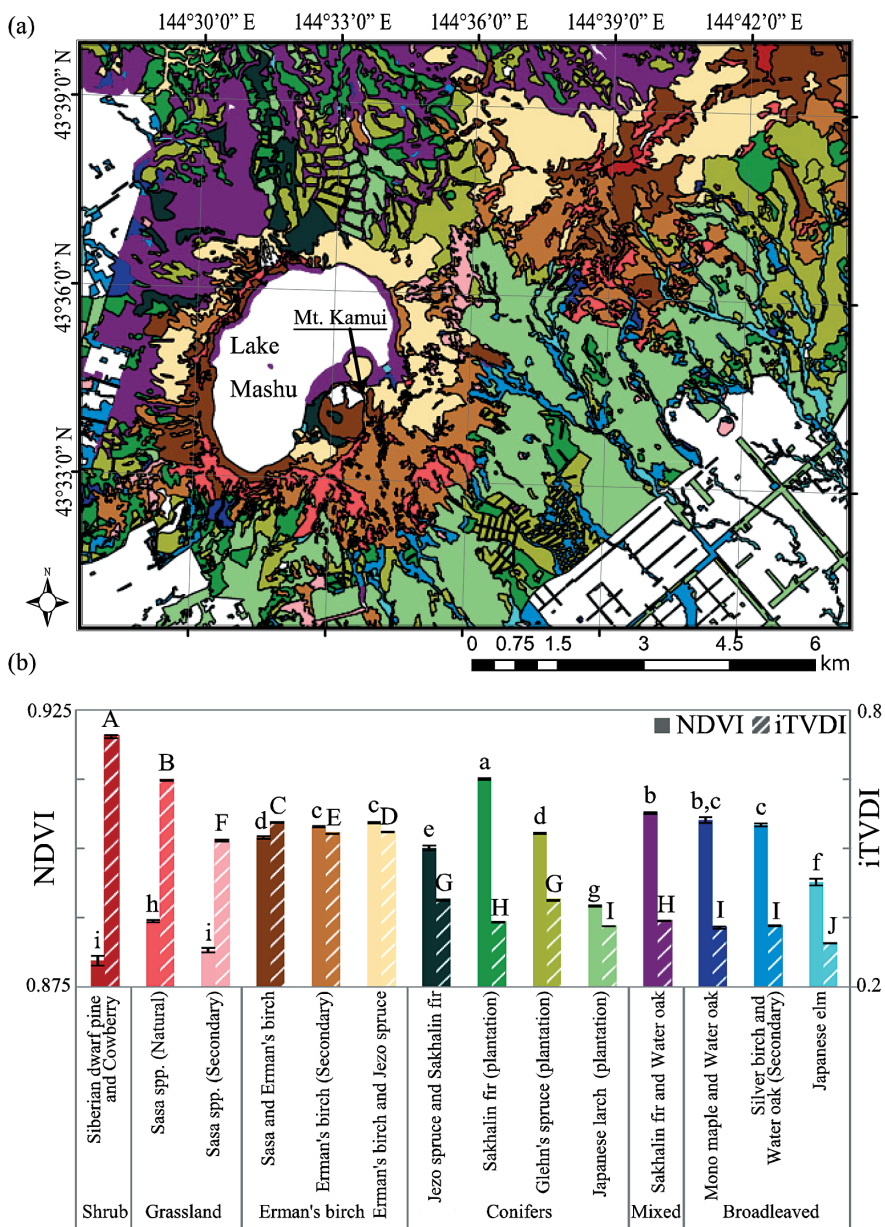 (a)
144°30’0” E 144°33’0” E 144°36’0” E 144°39’0” E 144°42’0” E
43°39’0” N
43°36’0” N
43°33’0” N
Mt. Kamui
Lake
Mashu
N
0 0.75 1.5 3 4.5 6
km
(b)
0.925 0.8
NDVI iTVDI
A
B
C
F
d
c E
c D
e
G
a
H
d
G
g
I
b
H
b,c
I
c
I
f
J
i
h
i
NDVI
iTVDI
0.875 0.2
Siberian dwarf pine
and Cowberry
Sasa spp. (Natural)
Sasa spp. (Secondary)
Sasa and Erman's birch
Erman's birch (Secondary)
Erman's birch and Jezo spruce
Jezo spruce and Sakhalin fir
Sakhalin fir (plantation)
Glehn's spruce (plantation)
Japanese larch (plantation)
Sakhalin fir and Water oak
Mono maple and Water oak
Silver birch and
Water oak (Secondary)
Japanese elm
Shrub Grassland Erman's birch Conifers Mixed Broadleaved